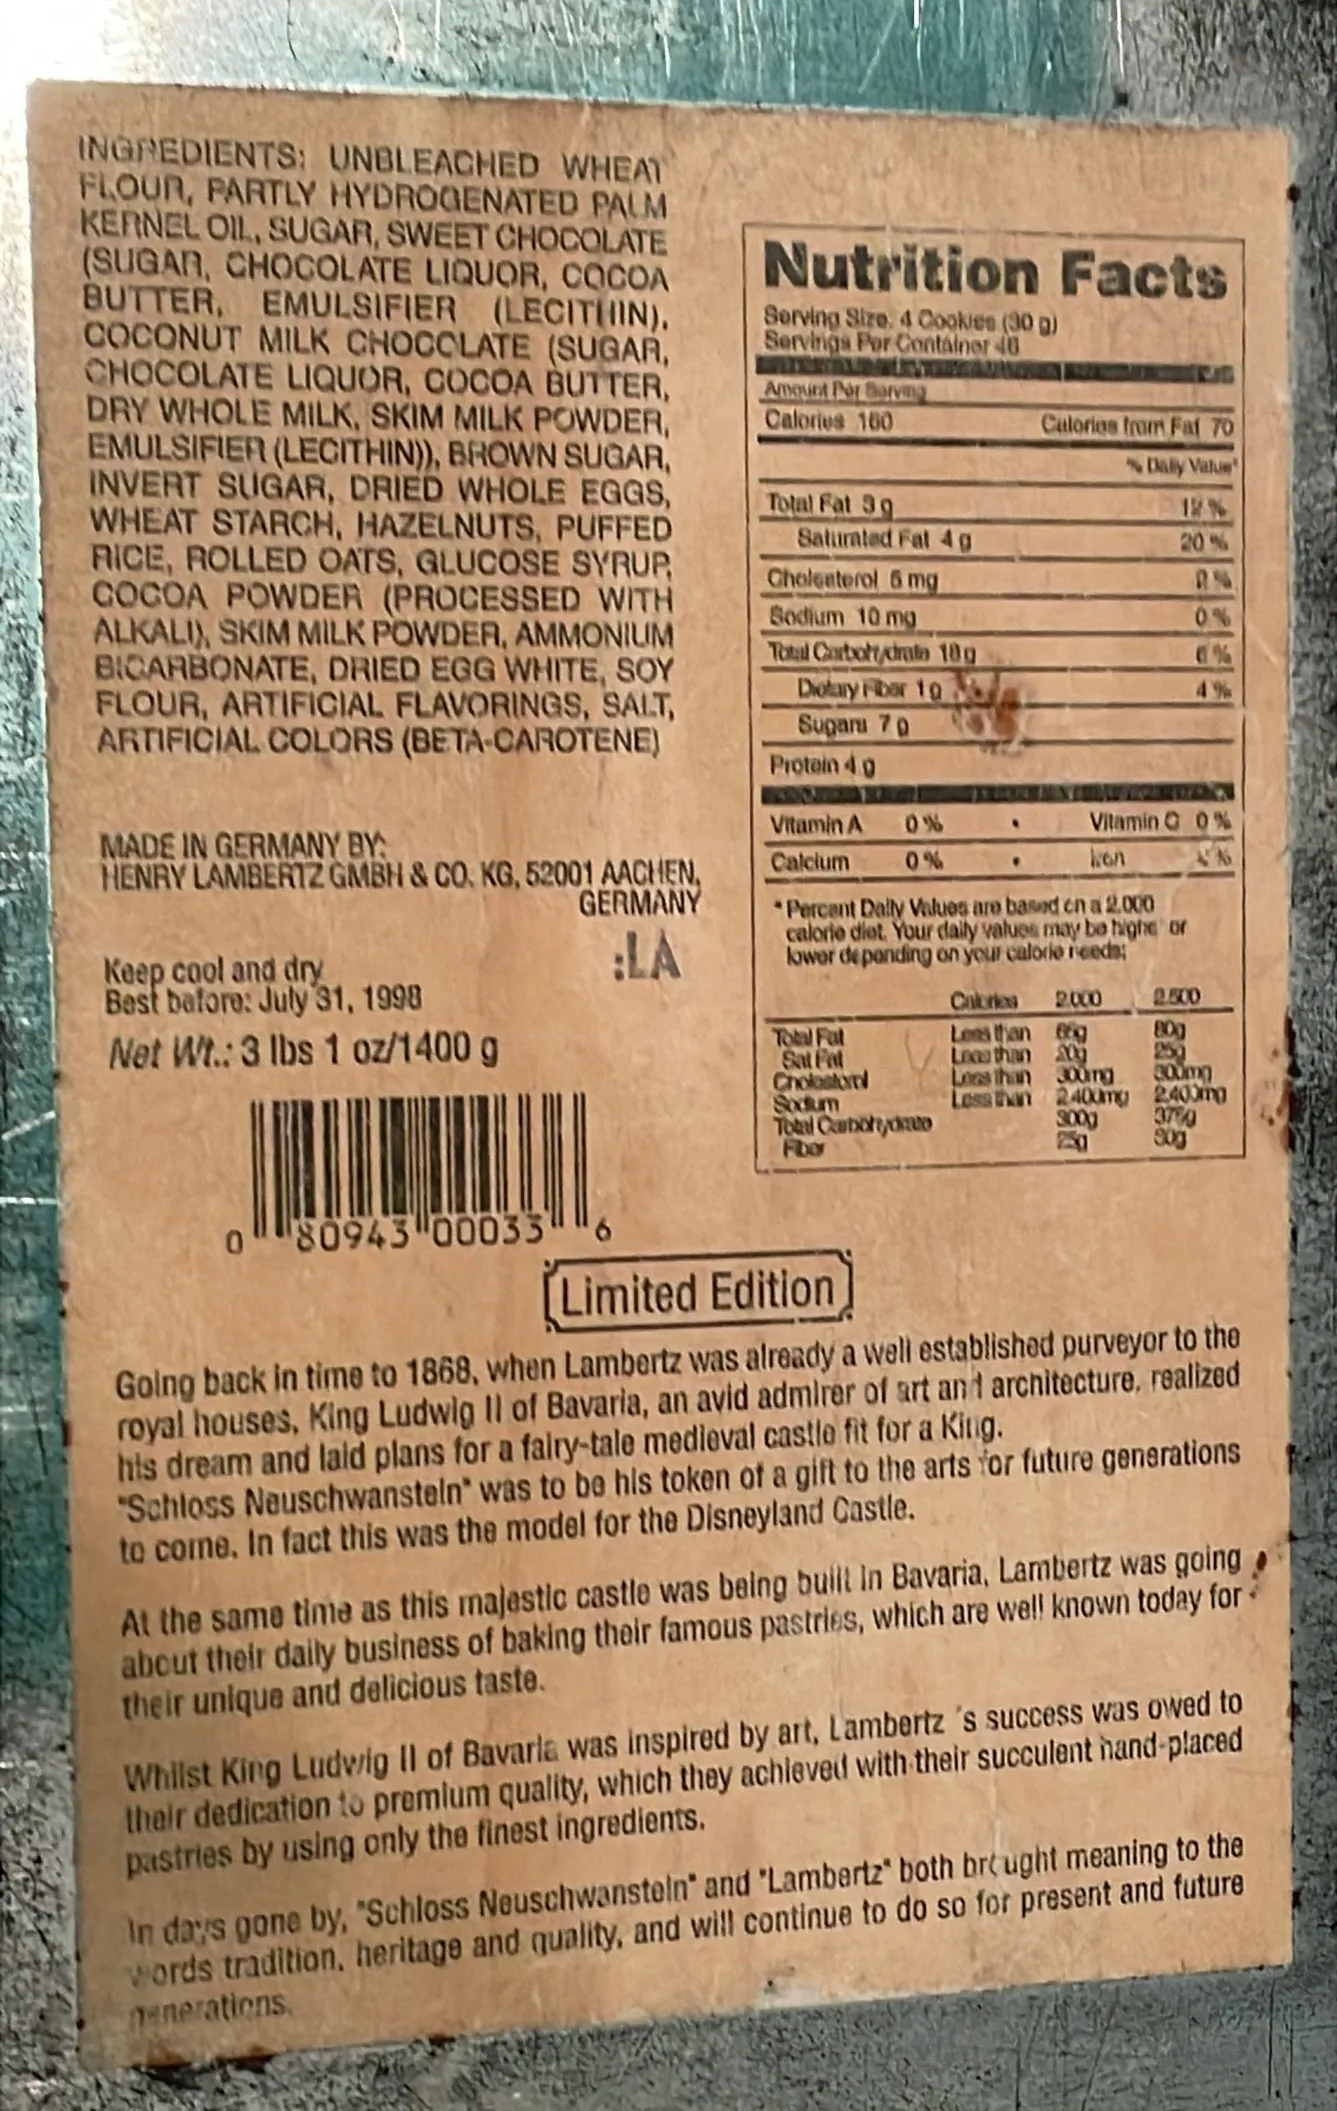 INGREDIENTS: UNBLEACHED WHEAT
FLOUR, PARTLY HYDROGENATED PALM
KERNEL OIL, SUGAR, SWEET CHOCOLATE
(SUGAR, CHOCOLATE LIQUOR, COCOA
BUTTER, EMULSIFIER (LECITHIN),
COCONUT MILK CHOCOLATE (SUGAR,
CHOCOLATE LIQUOR, COCOA BUTTER,
DRY WHOLE MILK, SKIM MILK POWDER,
EMULSIFIER (LECITHIN)), BROWN SUGAR,
INVERT SUGAR, DRIED WHOLE EGGS,
WHEAT STARCH, HAZELNUTS, PUFFED
RICE, ROLLED OATS, GLUCOSE SYRUP,
COCOA POWDER (PROCESSED WITH
ALKALI), SKIM MILK POWDER, AMMONIUM
BICARBONATE, DRIED EGG WHITE, SOY
FLOUR, ARTIFICIAL FLAVORINGS, SALT,
ARTIFICIAL COLORS (BETA-CAROTENE)
MADE IN GERMANY BY:
HENRY LAMBERTZ GMBH & CO. KG, 52001 AACHEN,
GERMANY
:LA
Keep cool and dry
Best before: July 31, 1998
Net Wt.: 3 lbs 1 oz/1400 g
0 80943 00033 6
Nutrition Facts
Serving Size. 4 Cookies (30 g)
Servings Per Container 46
Amount Per Serving
Calories 160 Calories from Fat 70
% Daily Value*
Total Fat g 12 %
Saturated Fat 4 g 20 %
Cholesterol 5 mg %
Sodium 10 mg 0 %
Total Carbohydrate 18 g 6 %
Dietary Fiber 1 g 4 %
Sugars 7 g
Protein 4 g
Vitamin A 0 % • Vitamin C 0 %
Calcium 0 % • Iron %
* Percent Daily Values are based on a 2.000
calorie diet. Your daily values may be higher or
lower depending on your calorie needs:
Calories 2.000 2.500
Total Fat Less than 65g 80g
Sat Fat Less than 20g 25g
Cholesterol Less than 300mg 300mg
Sodium Less than 2.400mg 2.400mg
Total Carbohydrate 300g 375g
Fiber 25g 30g
Limited Edition
Going back in time to 1868, when Lambertz was already a well established purveyor to the
royal houses, King Ludwig II of Bavaria, an avid admirer of art and architecture, realized
his dream and laid plans for a fairy-tale medieval castle fit for a King.
"Schloss Neuschwanstein" was to be his token of a gift to the arts for future generations
to come. In fact this was the model for the Disneyland Castle.
At the same time as this majestic castle was being built in Bavaria, Lambertz was going
about their daily business of baking their famous pastries, which are well known today for
their unique and delicious taste.
Whilst King Ludwig II of Bavaria was inspired by art, Lambertz 's success was owed to
their dedication to premium quality, which they achieved with their succulent hand-placed
pastries by using only the finest ingredients.
In days gone by, "Schloss Neuschwanstein" and "Lambertz" both brought meaning to the
words tradition, heritage and quality, and will continue to do so for present and future
generations.